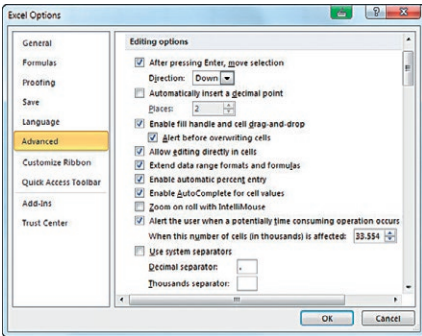 Excel Options
General
Formulas
Proofing
Save
Language
Advanced
Customize Ribbon
Quick Access Toolbar
Add-Ins
Trust Center
Editing options
After pressing Enter, move selection
Direction: Down
Automatically insert a decimal point
Places: 2
Enable fill handle and cell drag-and-drop
Alert before overwriting cells
Allow editing directly in cells
Extend data range formats and formulas
Enable automatic percent entry
Enable AutoComplete for cell values
Zoom on roll with IntelliMouse
Alert the user when a potentially time consuming operation occurs
When this number of cells (in thousands) is affected: 33.554
Use system separators
Decimal separator: .
Thousands separator:
OK Cancel